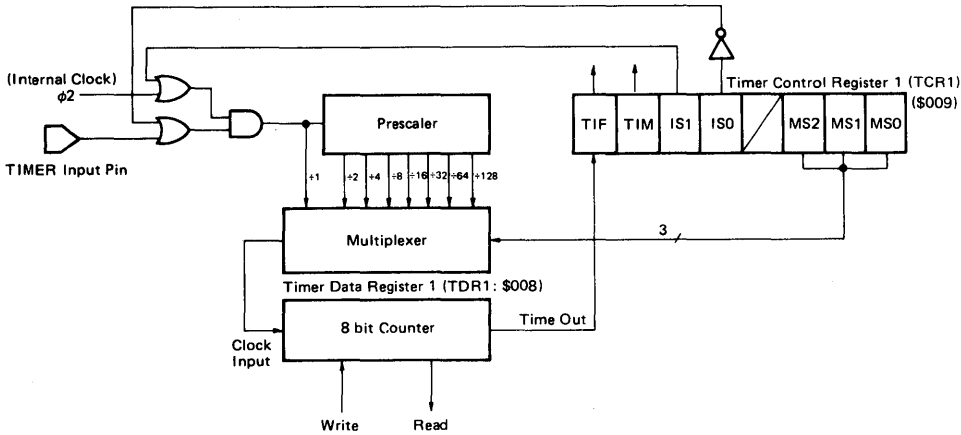 (Internal Clock)
φ2
TIMER Input Pin
Prescaler
÷1 ÷2 ÷4 ÷8 ÷16 ÷32 ÷64 ÷128
Multiplexer
Timer Data Register 1 (TDR1: $008)
8 bit Counter
Clock
Input
Write
Read
Time Out
Timer Control Register 1 (TCR1)
($009)
TIF TIM IS1 IS0 MS2 MS1 MS0
3